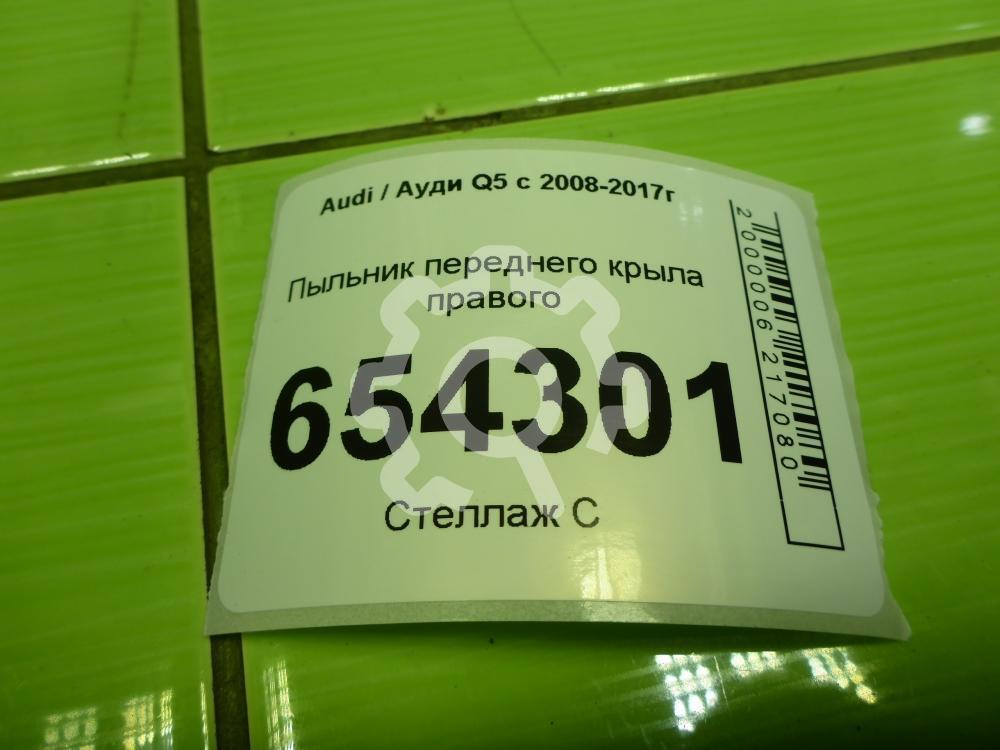 Audi / Ауди Q5 с 2008-2017г
Пыльник переднего крыла
правого
654301
Стеллаж С
2000006217080